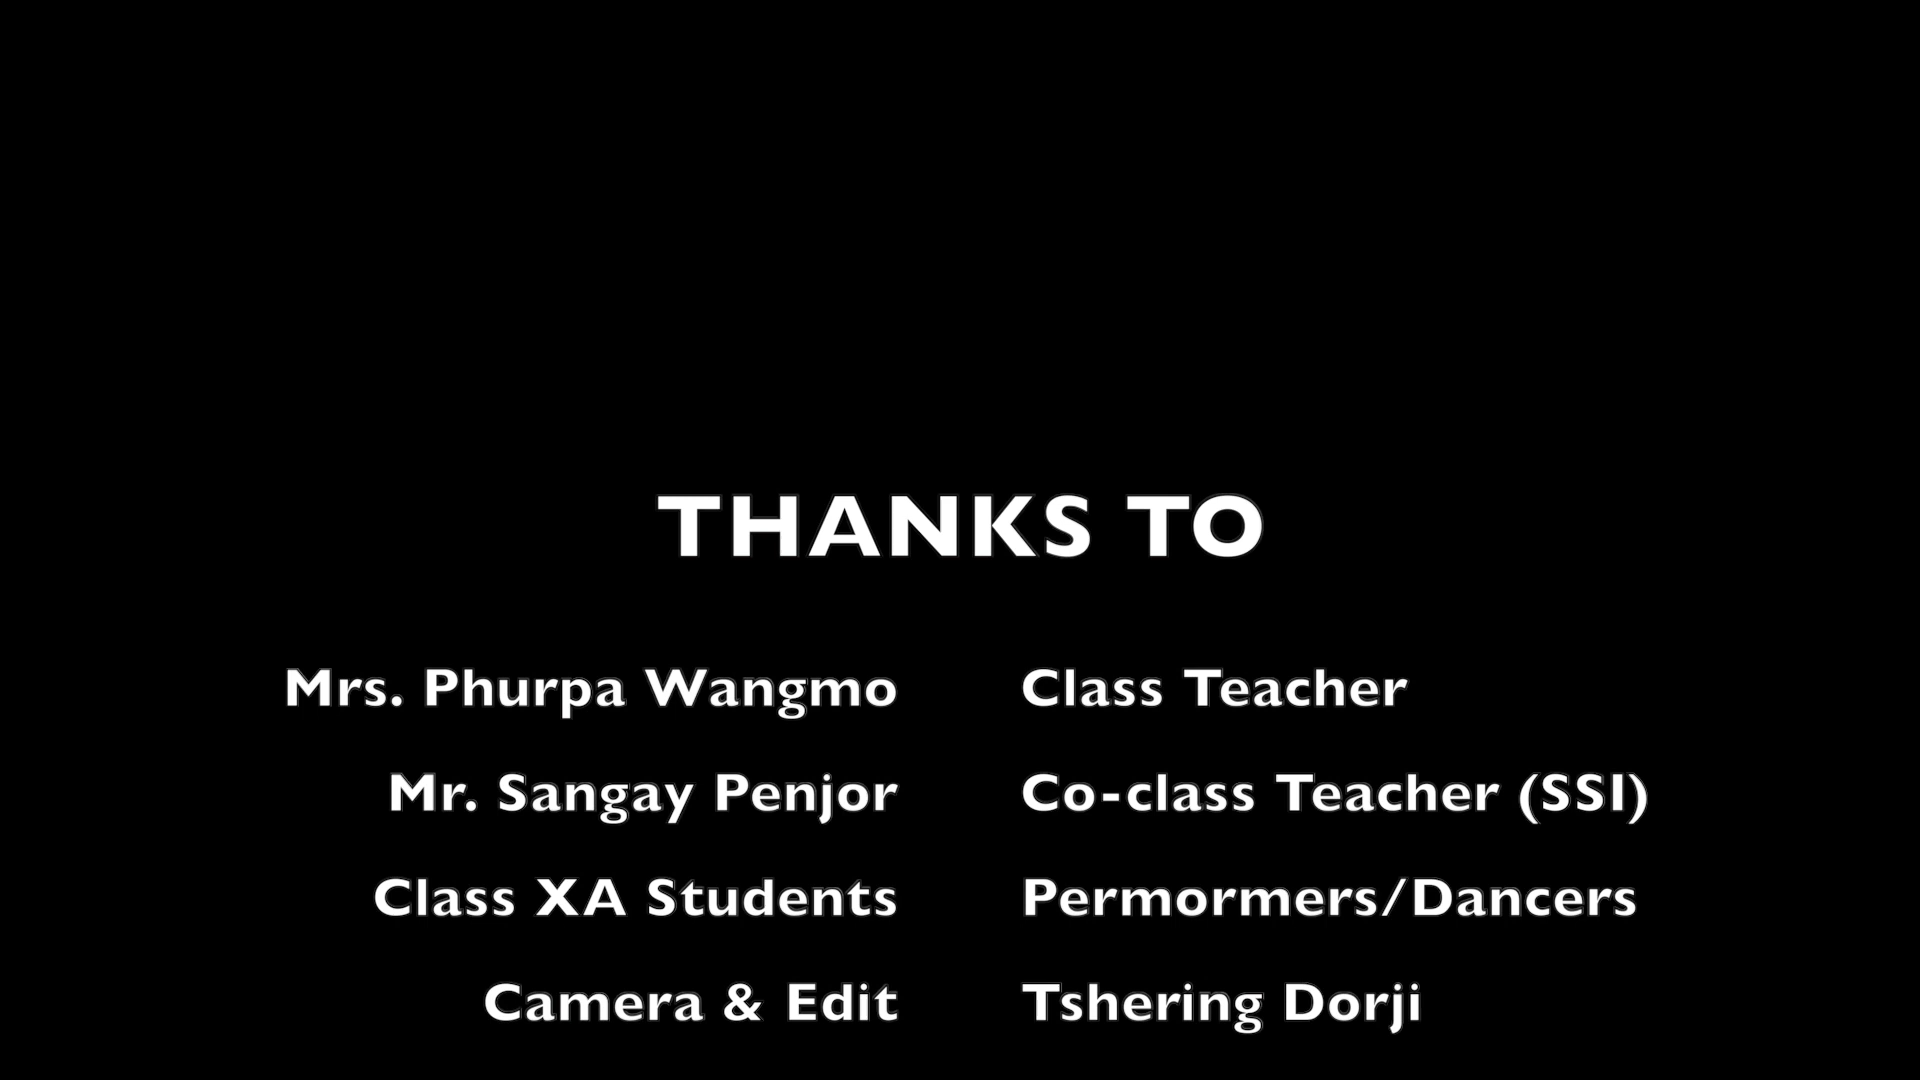 THANKS TO
Mrs. Phurpa Wangmo Class Teacher
Mr. Sangay Penjor Co-class Teacher (SSI)
Class XA Students Permormers/Dancers
Camera & Edit Tshering Dorji